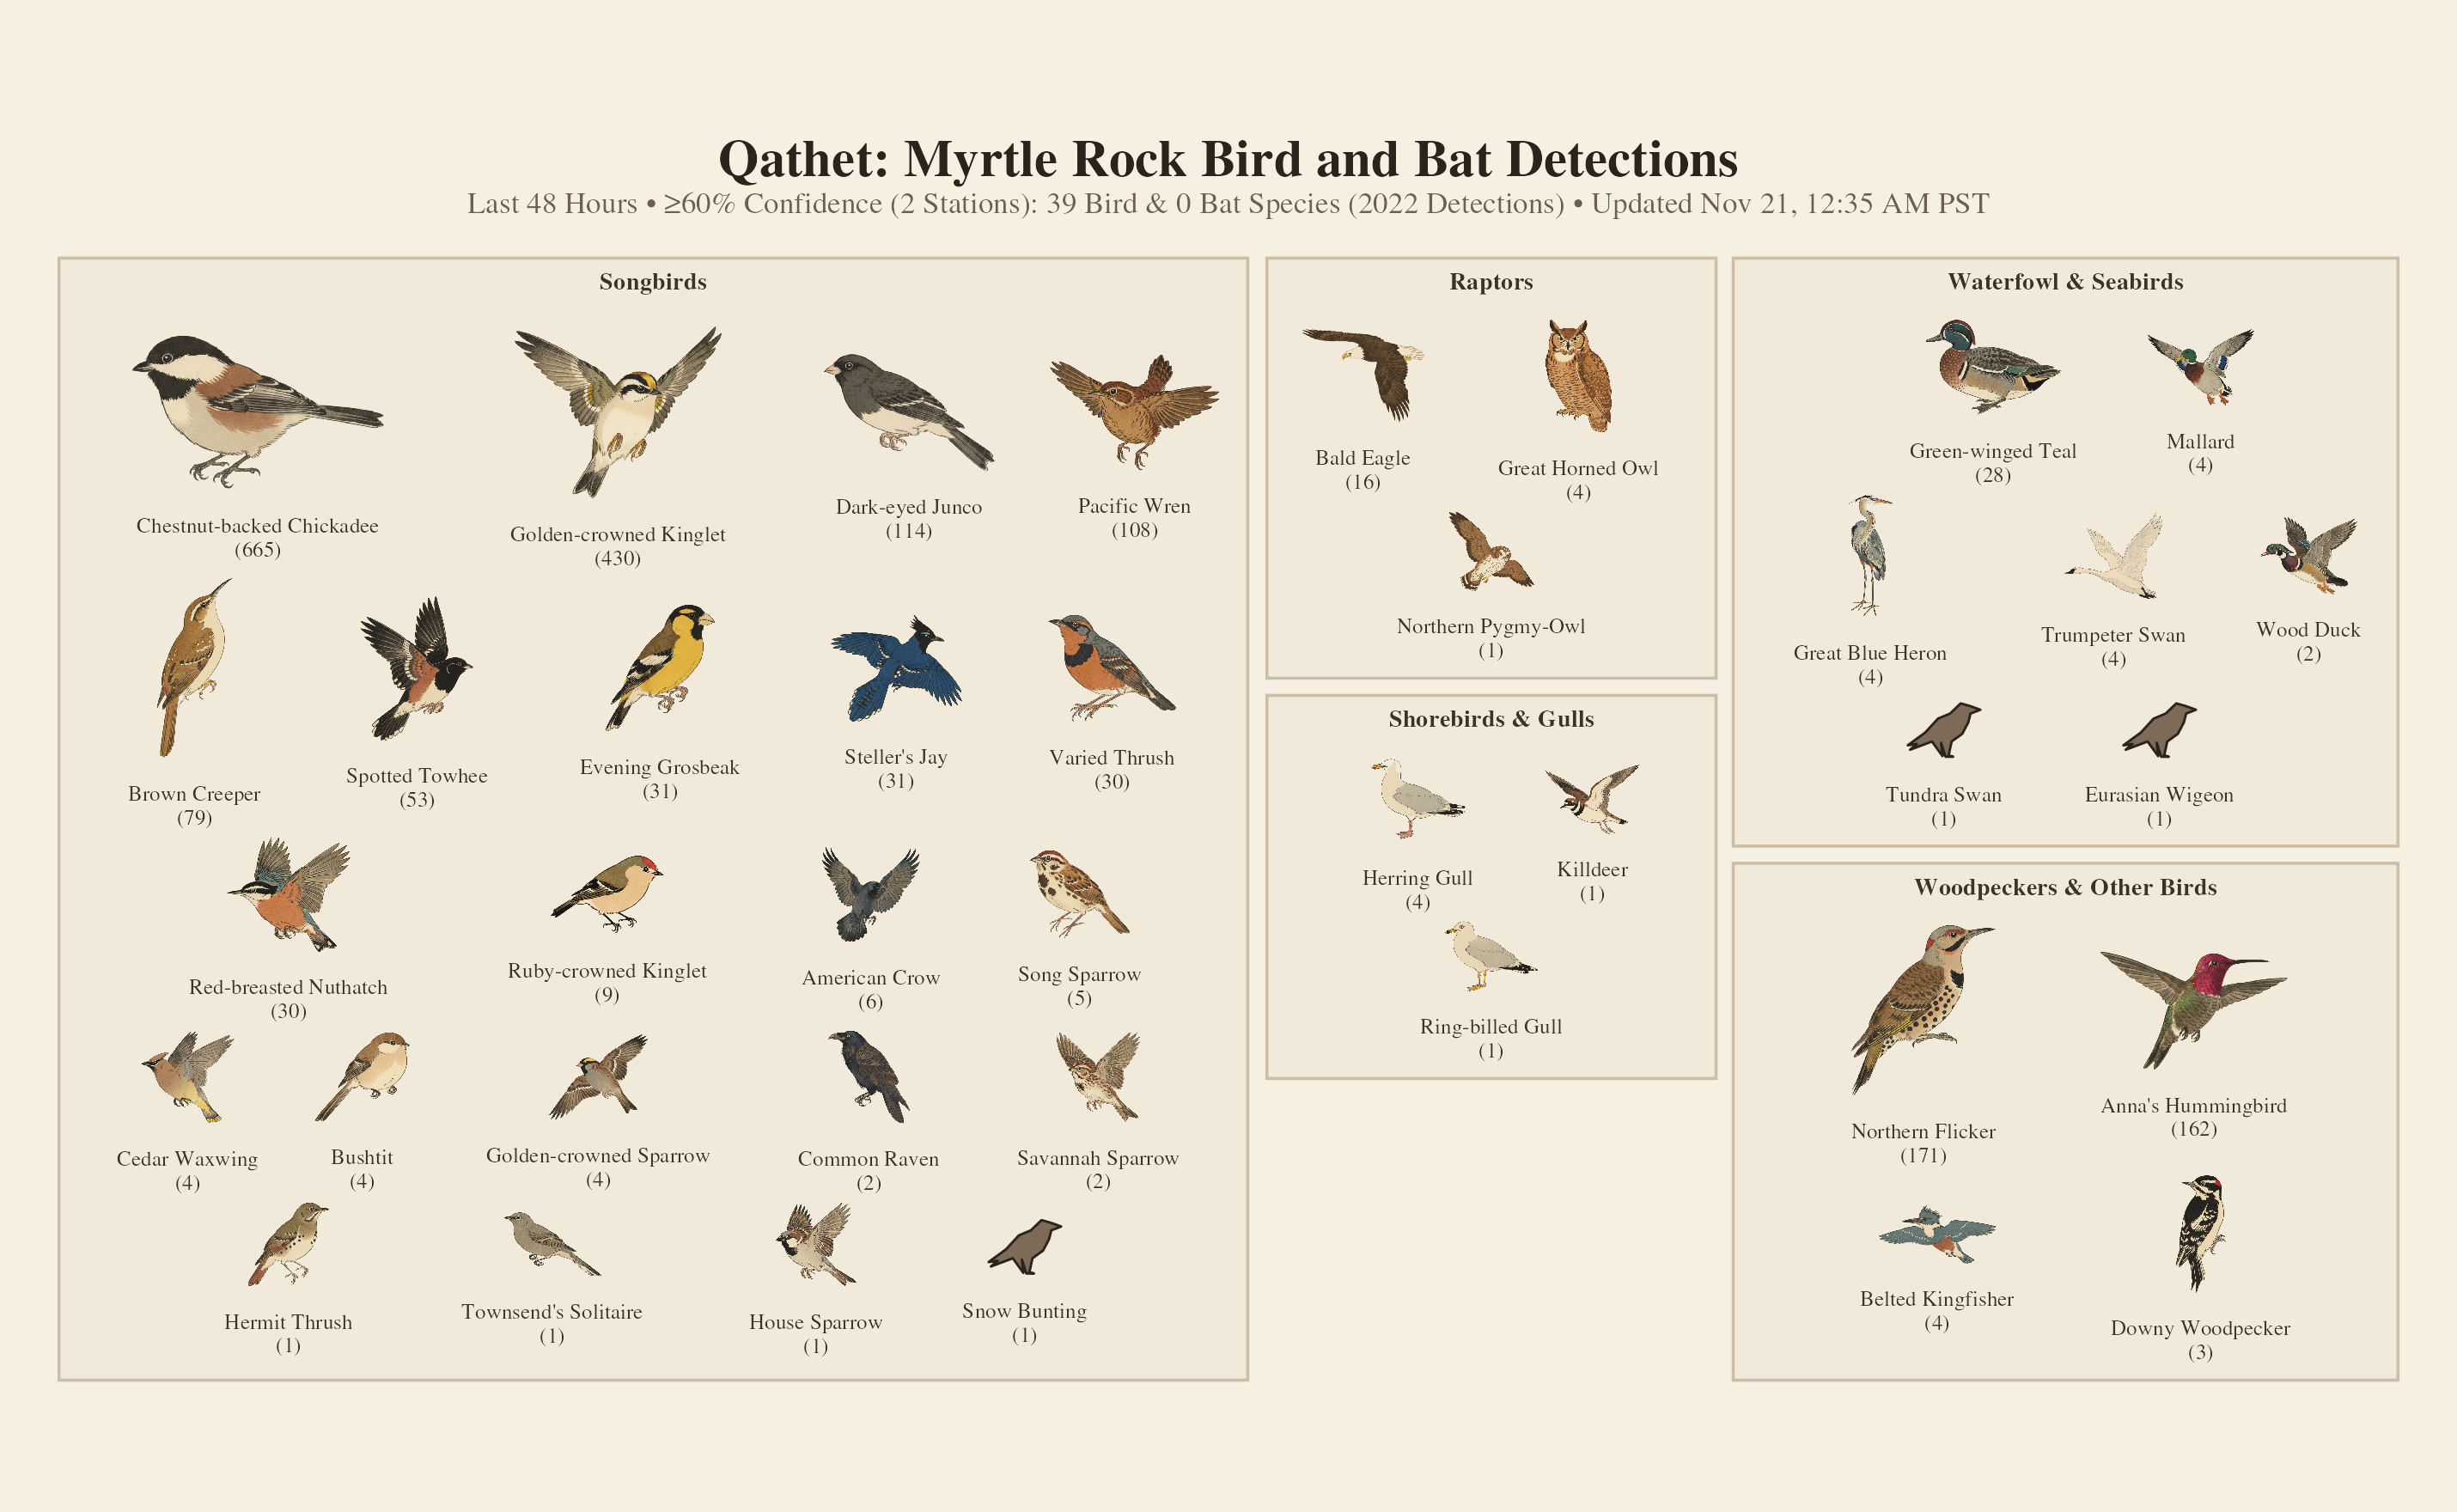 Qathet: Myrtle Rock Bird and Bat Detections
Last 48 Hours • ≥60% Confidence (2 Stations): 39 Bird & 0 Bat Species (2022 Detections) • Updated Nov 21, 12:35 AM PST
Songbirds
Chestnut-backed Chickadee
(665)
Golden-crowned Kinglet
(430)
Dark-eyed Junco
(114)
Pacific Wren
(108)
Brown Creeper
(79)
Spotted Towhee
(53)
Evening Grosbeak
(31)
Steller's Jay
(31)
Varied Thrush
(30)
Red-breasted Nuthatch
(30)
Ruby-crowned Kinglet
(9)
American Crow
(6)
Song Sparrow
(5)
Cedar Waxwing
(4)
Bushtit
(4)
Golden-crowned Sparrow
(4)
Common Raven
(2)
Savannah Sparrow
(2)
Hermit Thrush
(1)
Townsend's Solitaire
(1)
House Sparrow
(1)
Snow Bunting
(1)
Raptors
Bald Eagle
(16)
Great Horned Owl
(4)
Northern Pygmy-Owl
(1)
Shorebirds & Gulls
Herring Gull
(4)
Killdeer
(1)
Ring-billed Gull
(1)
Waterfowl & Seabirds
Green-winged Teal
(28)
Mallard
(4)
Great Blue Heron
(4)
Trumpeter Swan
(4)
Wood Duck
(2)
Tundra Swan
(1)
Eurasian Wigeon
(1)
Woodpeckers & Other Birds
Northern Flicker
(171)
Anna's Hummingbird
(162)
Belted Kingfisher
(4)
Downy Woodpecker
(3)